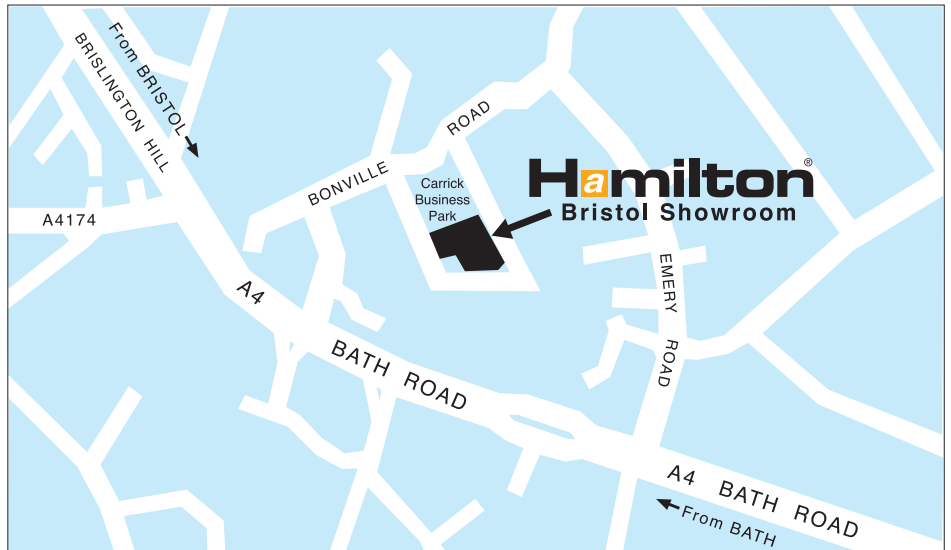 From BRISTOL
BRISLINGTON HILL
ROAD
BONVILLE
Carrick
Business
Park
Hamilton®
Bristol Showroom
A4174
EMERY
ROAD
A4
BATH ROAD
A4 BATH ROAD
From BATH